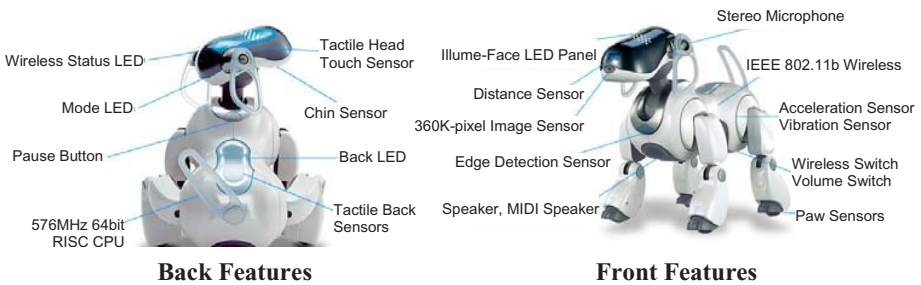 Wireless Status LED
Mode LED
Pause Button
576MHz 64bit
RISC CPU
Tactile Head
Touch Sensor
Chin Sensor
Back LED
Tactile Back
Sensors
Back Features
Stereo Microphone
Illume-Face LED Panel
IEEE 802.11b Wireless
Distance Sensor
360K-pixel Image Sensor
Acceleration Sensor
Vibration Sensor
Edge Detection Sensor
Wireless Switch
Volume Switch
Speaker, MIDI Speaker
Paw Sensors
Front Features